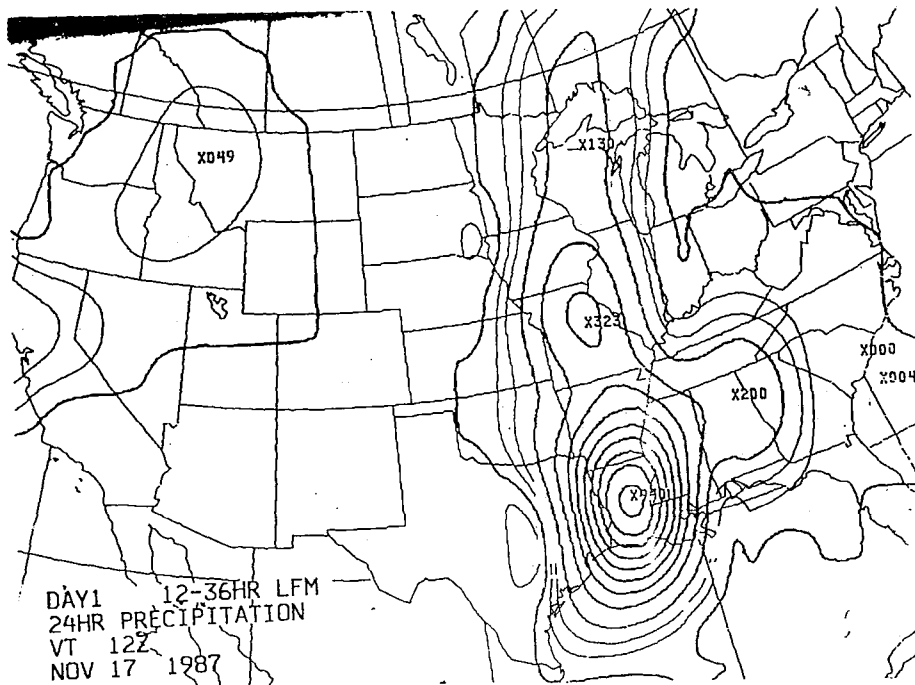 X130
X049
X323
X000
X004
X200
DAY1 12-36HR LFM
24HR PRECIPITATION
VT 12Z
NOV 17 1987